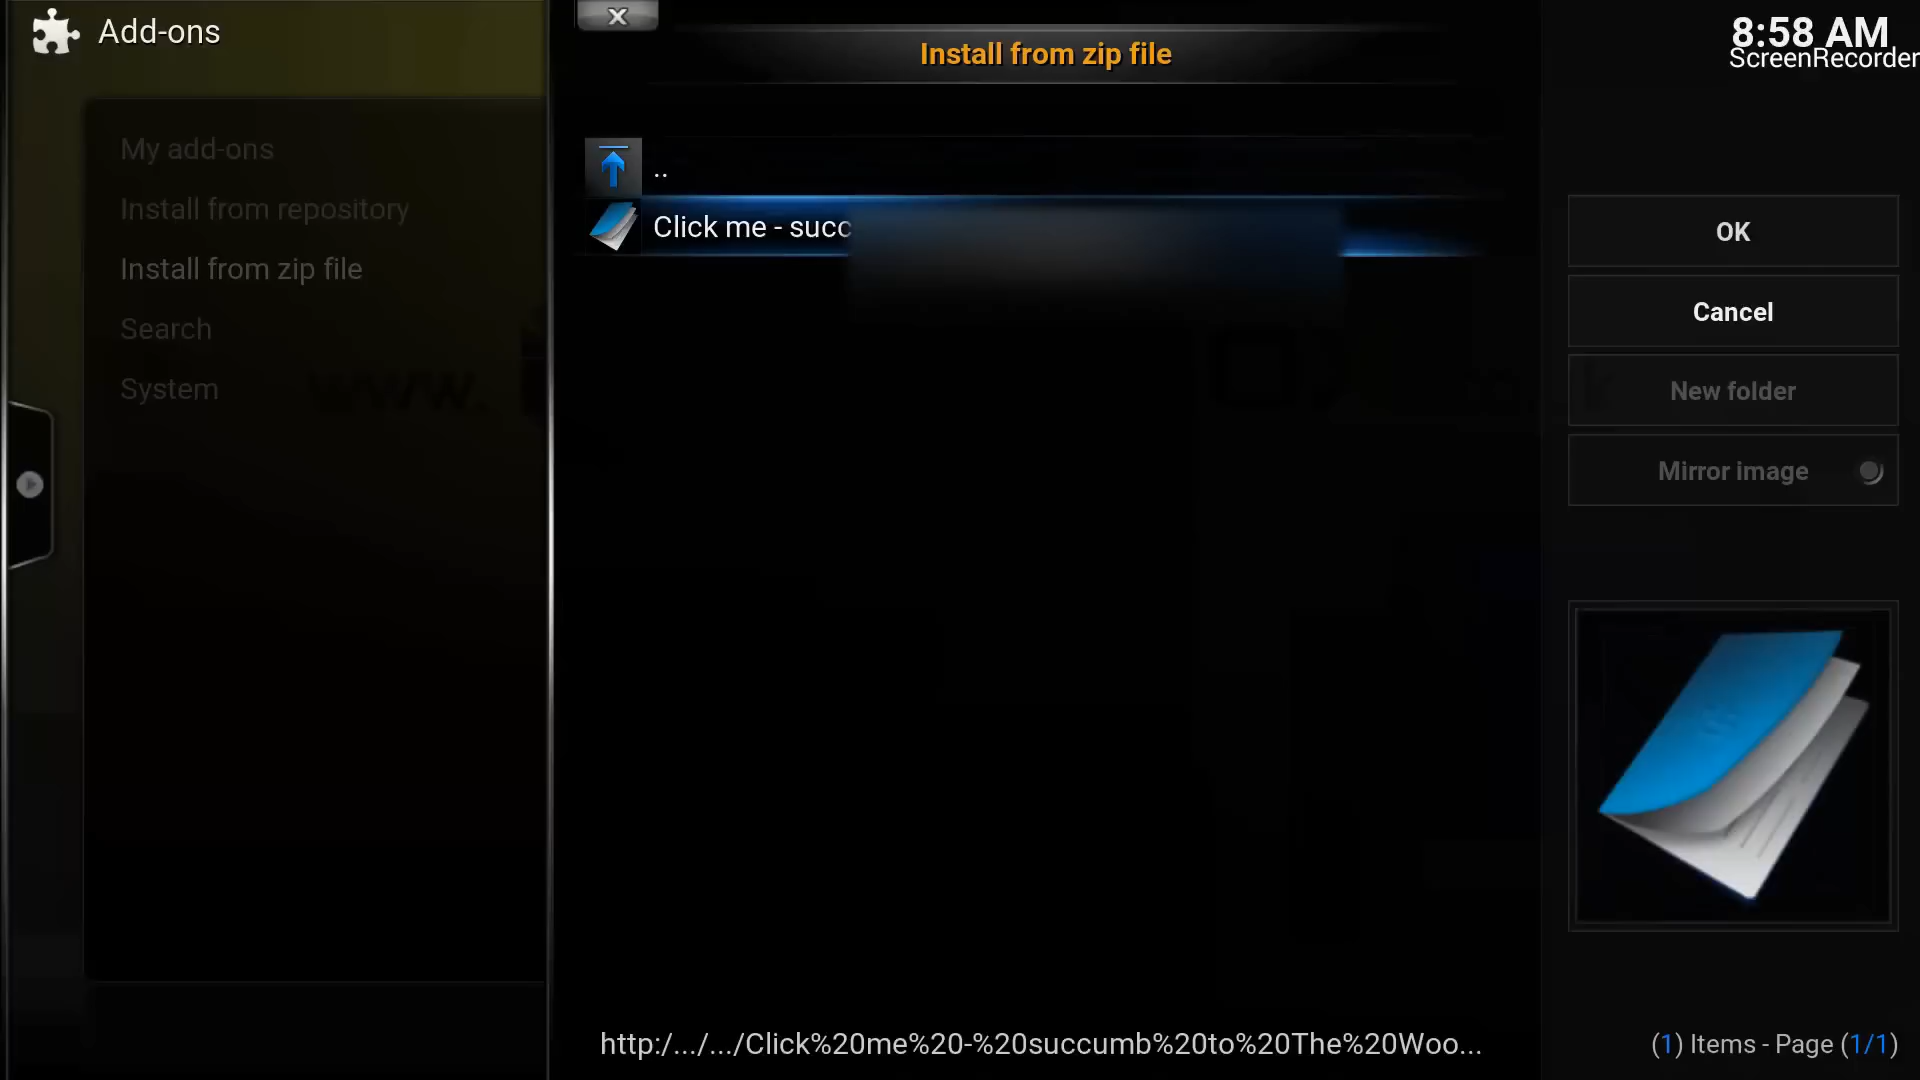 Add-ons
My add-ons
Install from repository
Install from zip file
Search
System
www.
X
Install from zip file
..
Click me - succ
http:/.../.../Click%20me%20-%20succumb%20to%20The%20Woo...
8:58 AM
ScreenRecorder
OK
Cancel
New folder
Mirror image
(1) Items - Page (1/1)